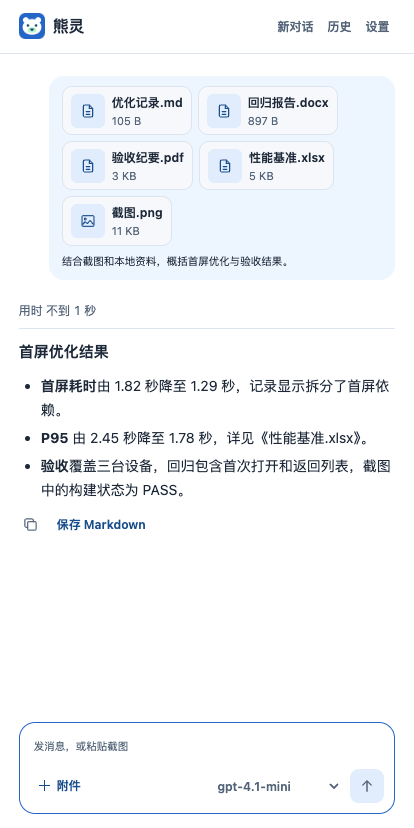 熊灵
新对话 历史 设置
优化记录.md
105 B
回归报告.docx
897 B
验收纪要.pdf
3 KB
性能基准.xlsx
5 KB
截图.png
11 KB
结合截图和本地资料，概括首屏优化与验收结果。
用时 不到 1 秒
首屏优化结果
首屏耗时由 1.82 秒降至 1.29 秒，记录显示拆分了首屏依
赖。
P95 由 2.45 秒降至 1.78 秒，详见《性能基准.xlsx》。
验收覆盖三台设备，回归包含首次打开和返回列表，截图
中的构建状态为 PASS。
保存 Markdown
发消息，或粘贴截图
附件
gpt-4.1-mini